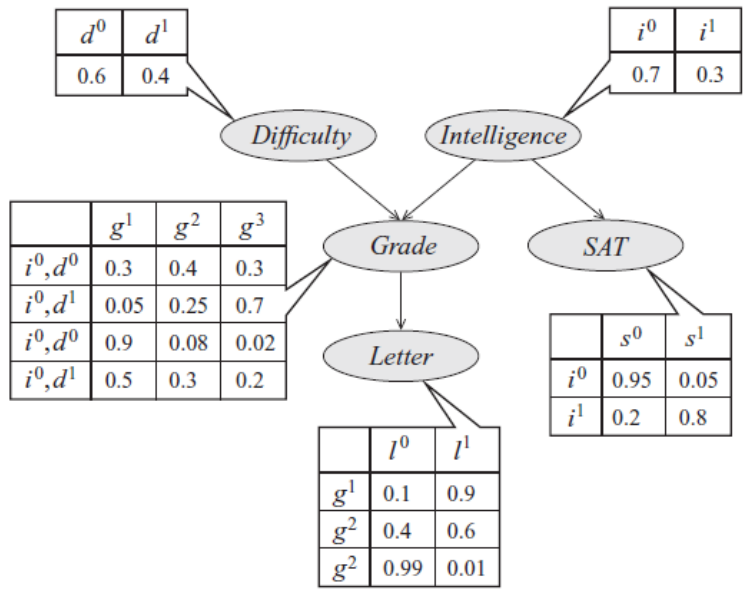 d⁰ d¹
0.6 0.4
i⁰ i¹
0.7 0.3
Difficulty
Intelligence
g¹ g² g³
i⁰,d⁰ 0.3 0.4 0.3
i⁰,d¹ 0.05 0.25 0.7
i⁰,d⁰ 0.9 0.08 0.02
i⁰,d¹ 0.5 0.3 0.2
Grade
SAT
Letter
s⁰ s¹
i⁰ 0.95 0.05
i¹ 0.2 0.8
l⁰ l¹
g¹ 0.1 0.9
g² 0.4 0.6
g² 0.99 0.01